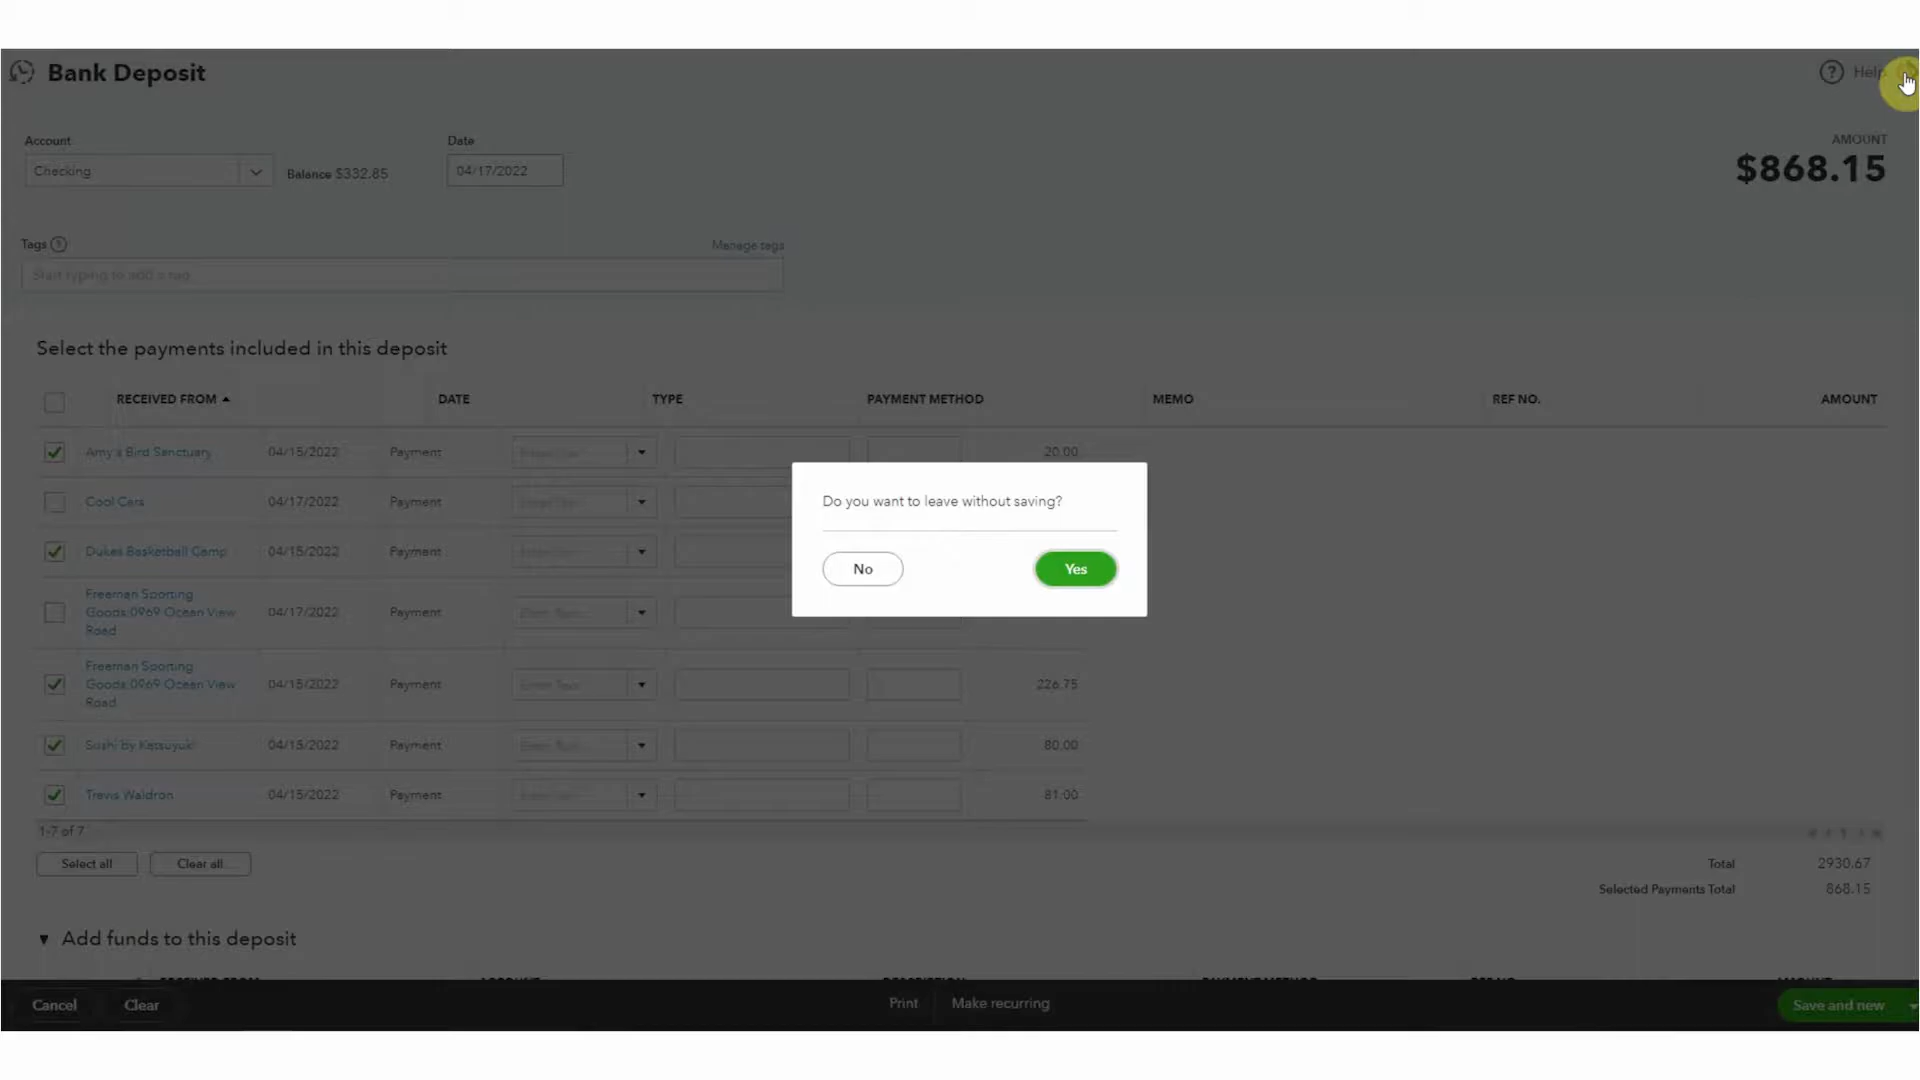 Bank Deposit
Help
Account
Date
AMOUNT
Checking
Balance $332.85
04/17/2022
$868.15
Tags ?
Manage tags
Start typing to add a tag
Select the payments included in this deposit
RECEIVED FROM
DATE
TYPE
PAYMENT METHOD
MEMO
REF NO.
AMOUNT
Amy's Bird Sanctuary 04/15/2022 Payment 20.00
Cool Cars 04/17/2022 Payment
Do you want to leave without saving?
Dukes Basketball Camp 04/15/2022 Payment
No
Yes
Freeman Sporting
Goods:0969 Ocean View 04/17/2022 Payment
Road
Freeman Sporting
Goods:0969 Ocean View 04/15/2022 Payment 226.75
Road
Sushi by Katsuyuki 04/15/2022 Payment 80.00
Travis Waldron 04/15/2022 Payment 81.00
1-7 of 7
Select all
Clear all
Total 2930.67
Selected Payments Total 868.15
Add funds to this deposit
Cancel
Clear
Print
Make recurring
Save and new